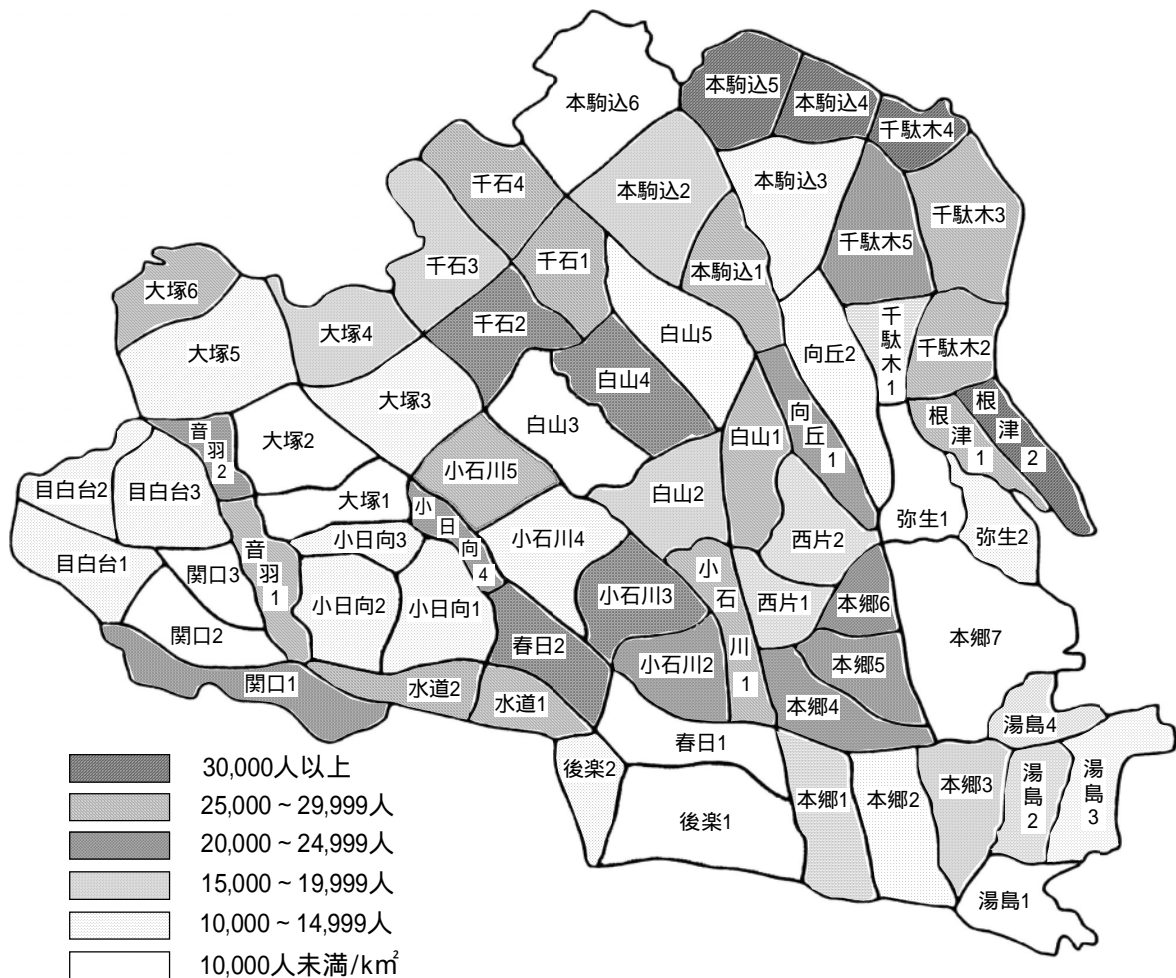 本駒込6
本駒込5
本駒込4
千駄木4
千石4
本駒込2
本駒込3
千駄木3
千駄木5
千石3
千石1
本駒込1
大塚6
大塚4
千石2
白山5
向丘2
千駄木1
千駄木2
大塚5
大塚3
白山4
白山3
白山1
向丘1
根津1
根津2
音羽2
大塚2
小石川5
目白台2
目白台3
大塚1
小日向4
白山2
弥生1
弥生2
西片2
小日向3
小石川4
目白台1
関口3
音羽1
小日向2
小日向1
小石川3
小石川1
西片1
本郷6
本郷7
関口2
春日2
小石川2
本郷5
関口1
水道2
水道1
本郷4
湯島4
春日1
後楽2
後楽1
本郷1
本郷2
本郷3
湯島2
湯島3
湯島1
30,000人以上
25,000～29,999人
20,000～24,999人
15,000～19,999人
10,000～14,999人
10,000人未満/km²